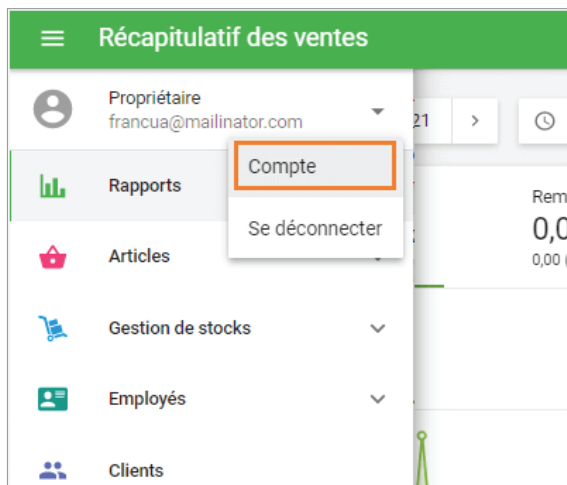 Récapitulatif des ventes
Propriétaire
francua@mailinator.com
21
Compte
Se déconnecter
Rapports
Rem
0,0
0,00 (
Articles
Gestion de stocks
Employés
Clients